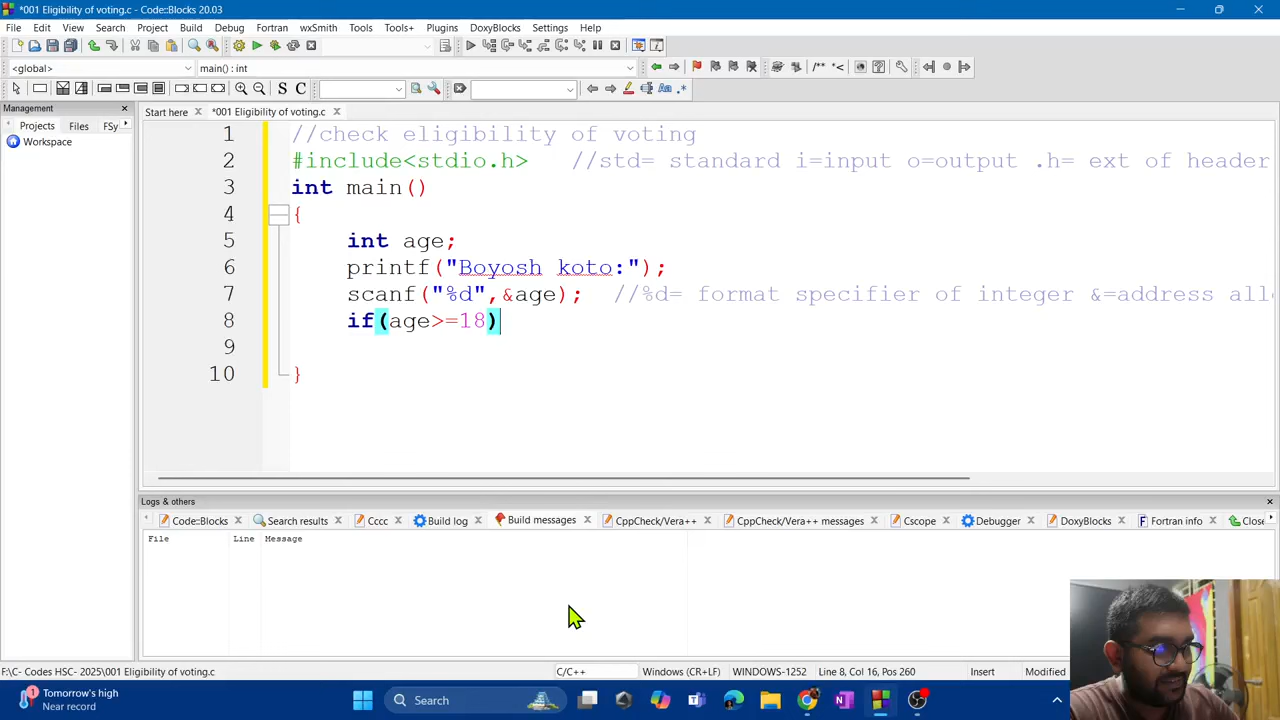 *001 Eligibility of voting.c - Code::Blocks 20.03
File Edit View Search Project Build Debug Fortran wxSmith Tools Tools+ Plugins DoxyBlocks Settings Help
<global> main() : int
S C
Management
Projects Files FSy
Workspace
Start here *001 Eligibility of voting.c
1 //check eligibility of voting
2 #include<stdio.h> //std= standard i=input o=output .h= ext of header
3 int main()
4 {
5 int age;
6 printf("Boyosh koto:");
7 scanf("%d",&age); //%d= format specifier of integer &=address all
8 if(age>=18)
9
10 }
Logs & others
Code::Blocks Search results Cccc Build log Build messages CppCheck/Vera++ CppCheck/Vera++ messages Cscope Debugger DoxyBlocks Fortran info Close
File Line Message
F:\C- Codes HSC- 2025\001 Eligibility of voting.c C/C++ Windows (CR+LF) WINDOWS-1252 Line 8, Col 16, Pos 260 Insert Modified
1 Tomorrow's high
Near record
Search